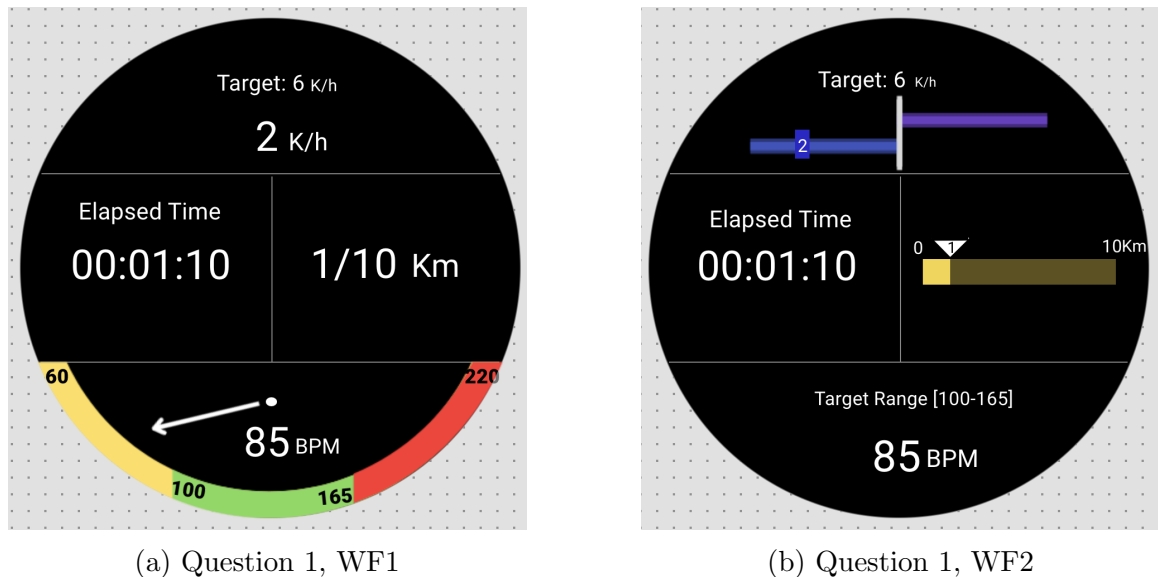 Target: 6 K/h
2 K/h
Elapsed Time
00:01:10
1/10 Km
60
220
85 BPM
100
165
(a) Question 1, WF1
Target: 6 K/h
2
Elapsed Time
00:01:10
0 1 10Km
Target Range [100-165]
85 BPM
(b) Question 1, WF2